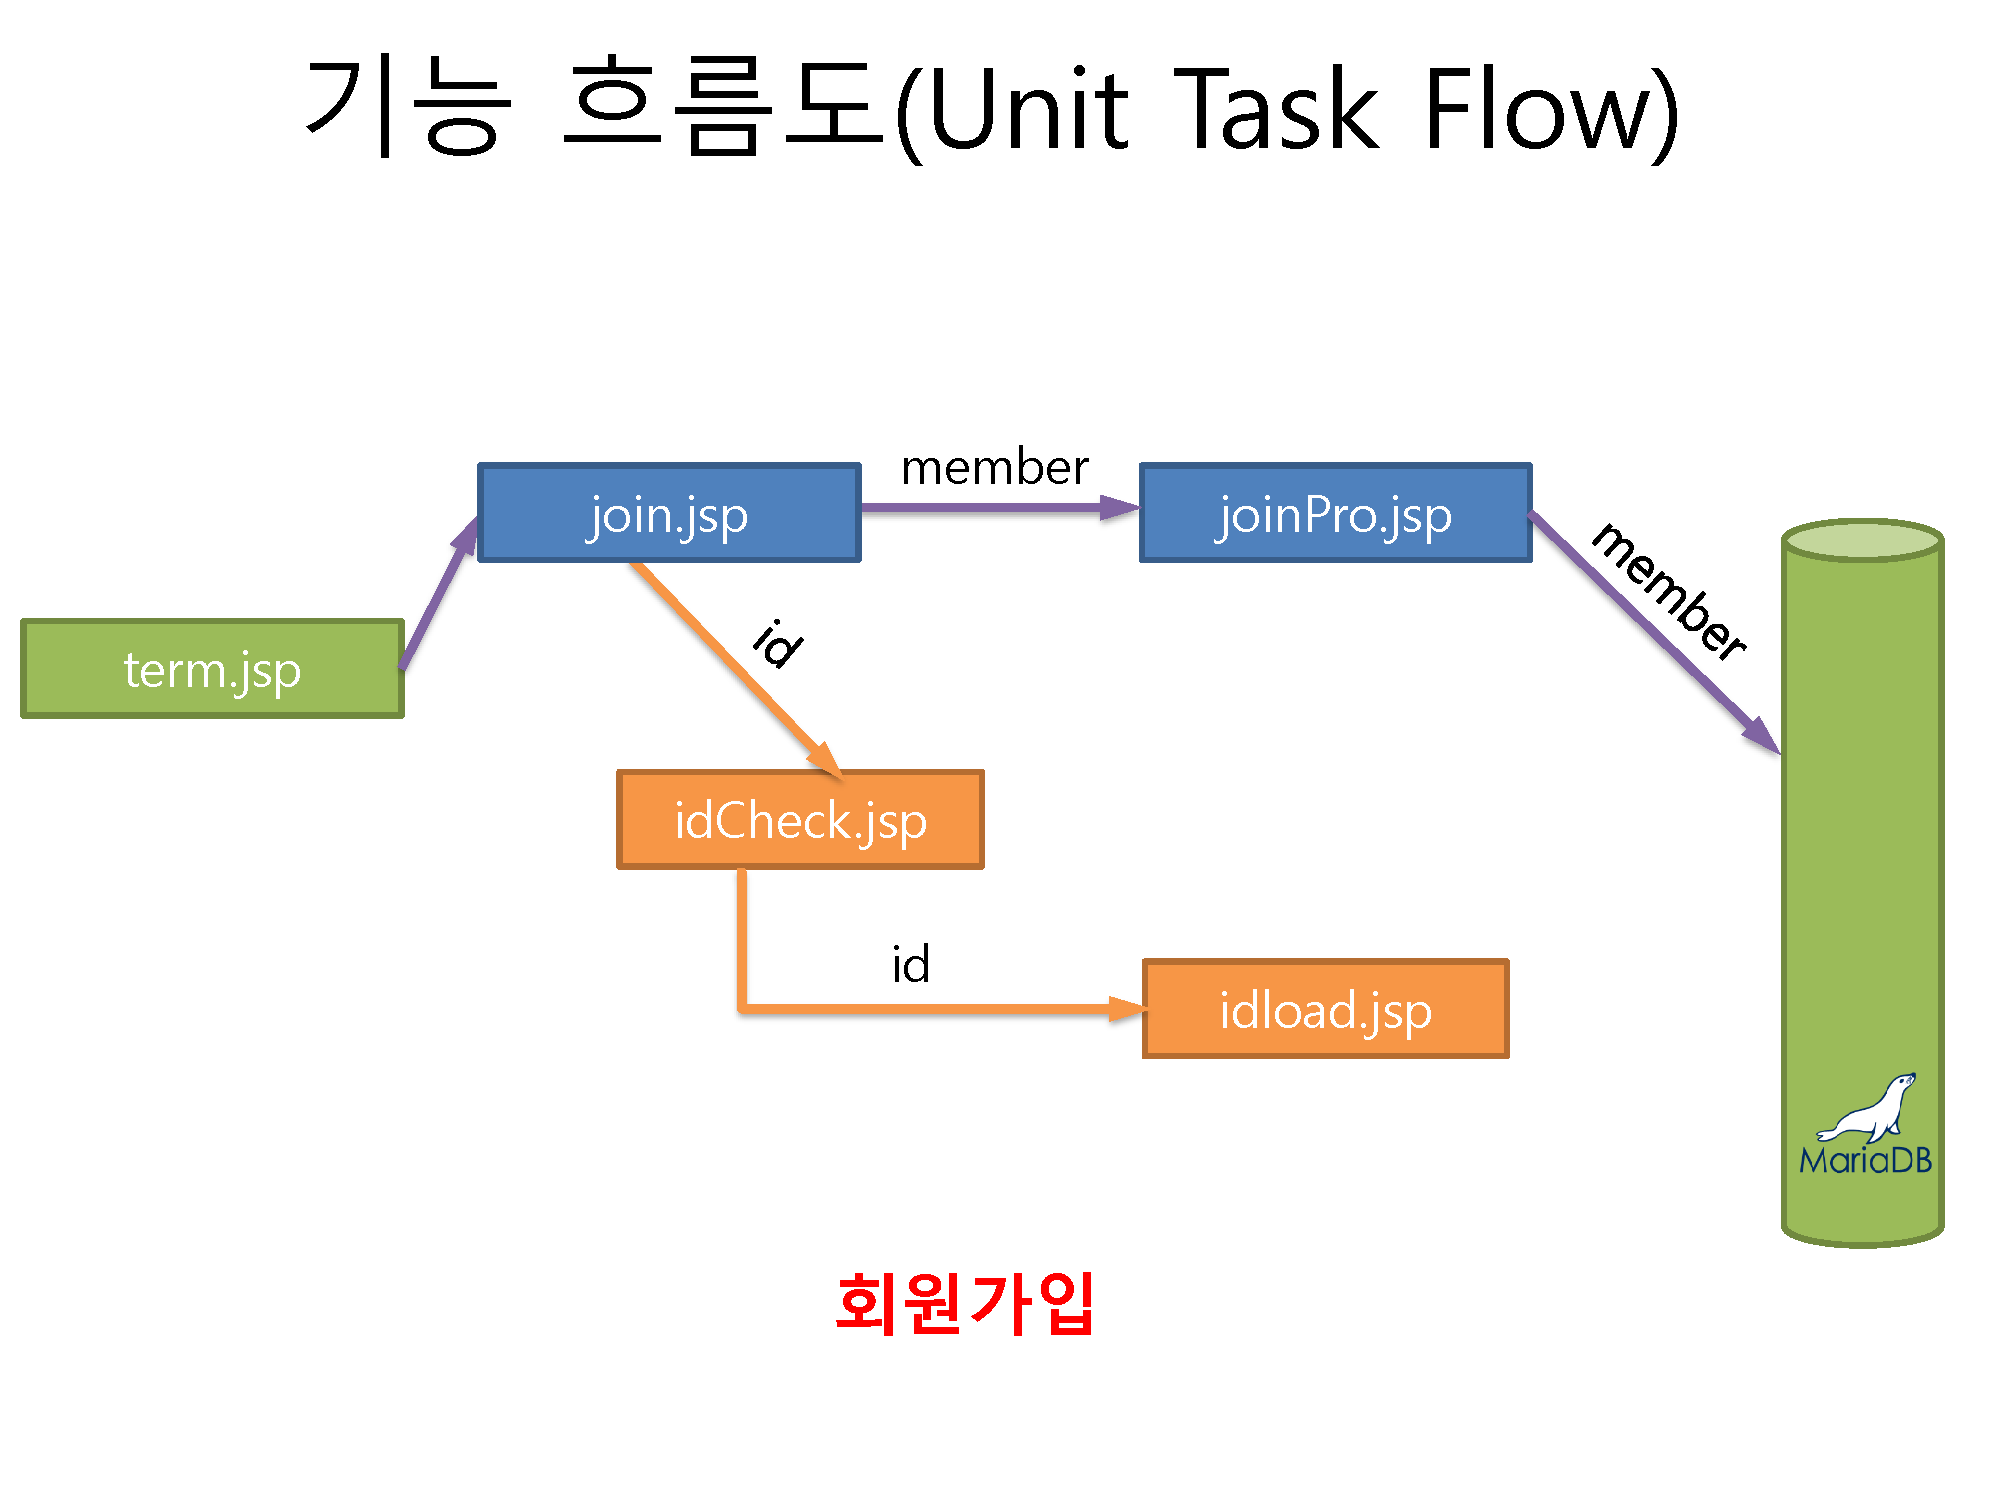 기능 흐름도(Unit Task Flow)
member
join.jsp
joinPro.jsp
member
id
term.jsp
idCheck.jsp
id
idload.jsp
MariaDB
회원가입